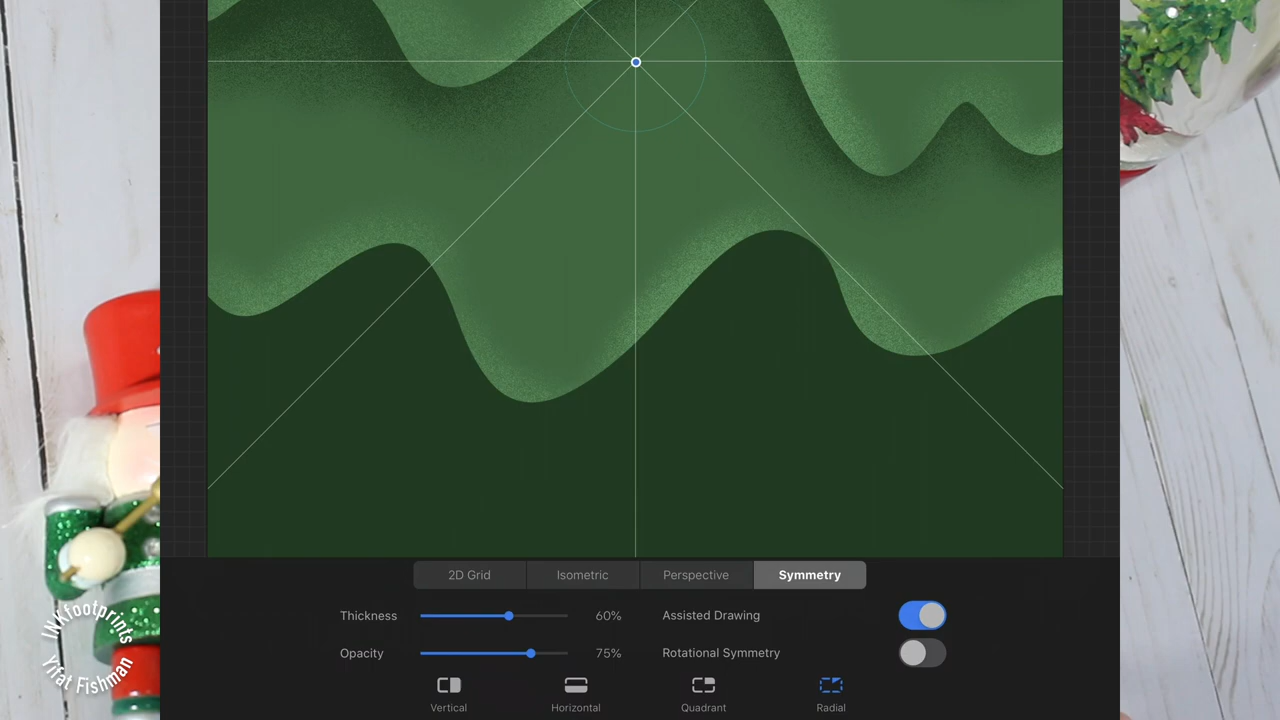 2D Grid
Isometric
Perspective
Symmetry
Thickness
60%
Assisted Drawing
Opacity
75%
Rotational Symmetry
Vertical
Horizontal
Quadrant
Radial
INKfootprints
Yifat Fishman